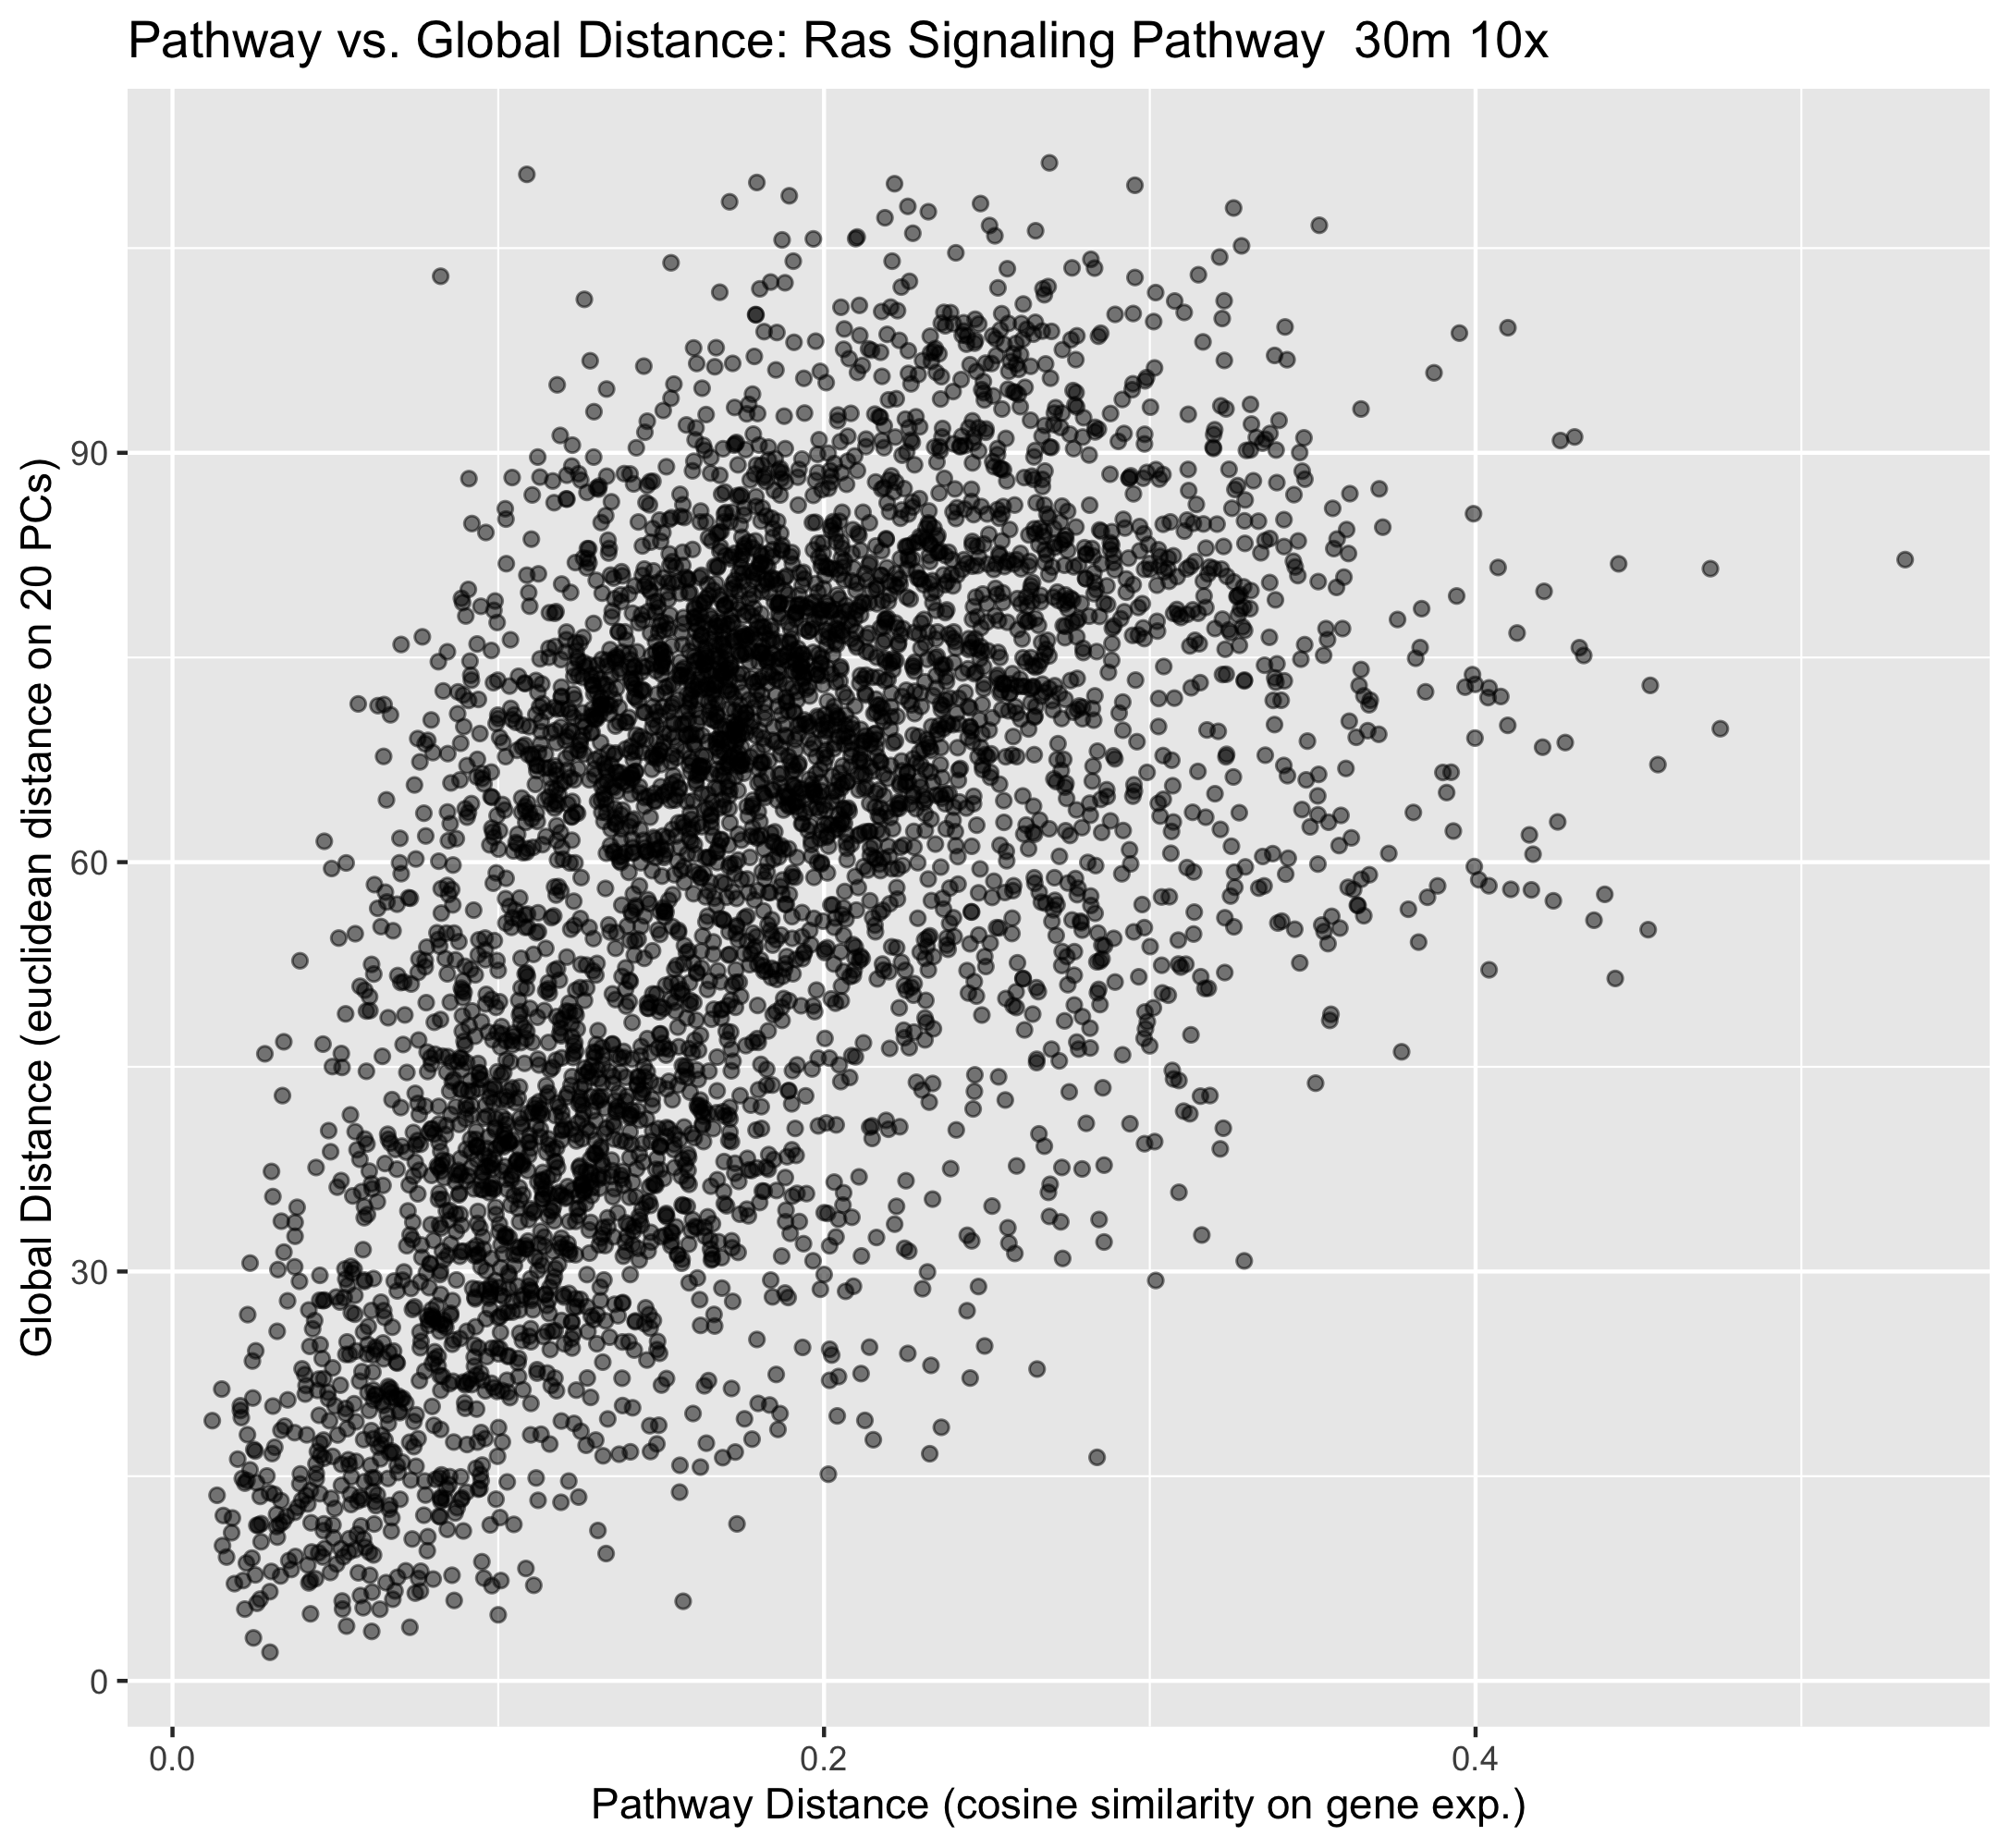 Pathway vs. Global Distance: Ras Signaling Pathway  30m 10x
Global Distance (euclidean distance on 20 PCs)
90
60
30
0
0.0
0.2
0.4
Pathway Distance (cosine similarity on gene exp.)